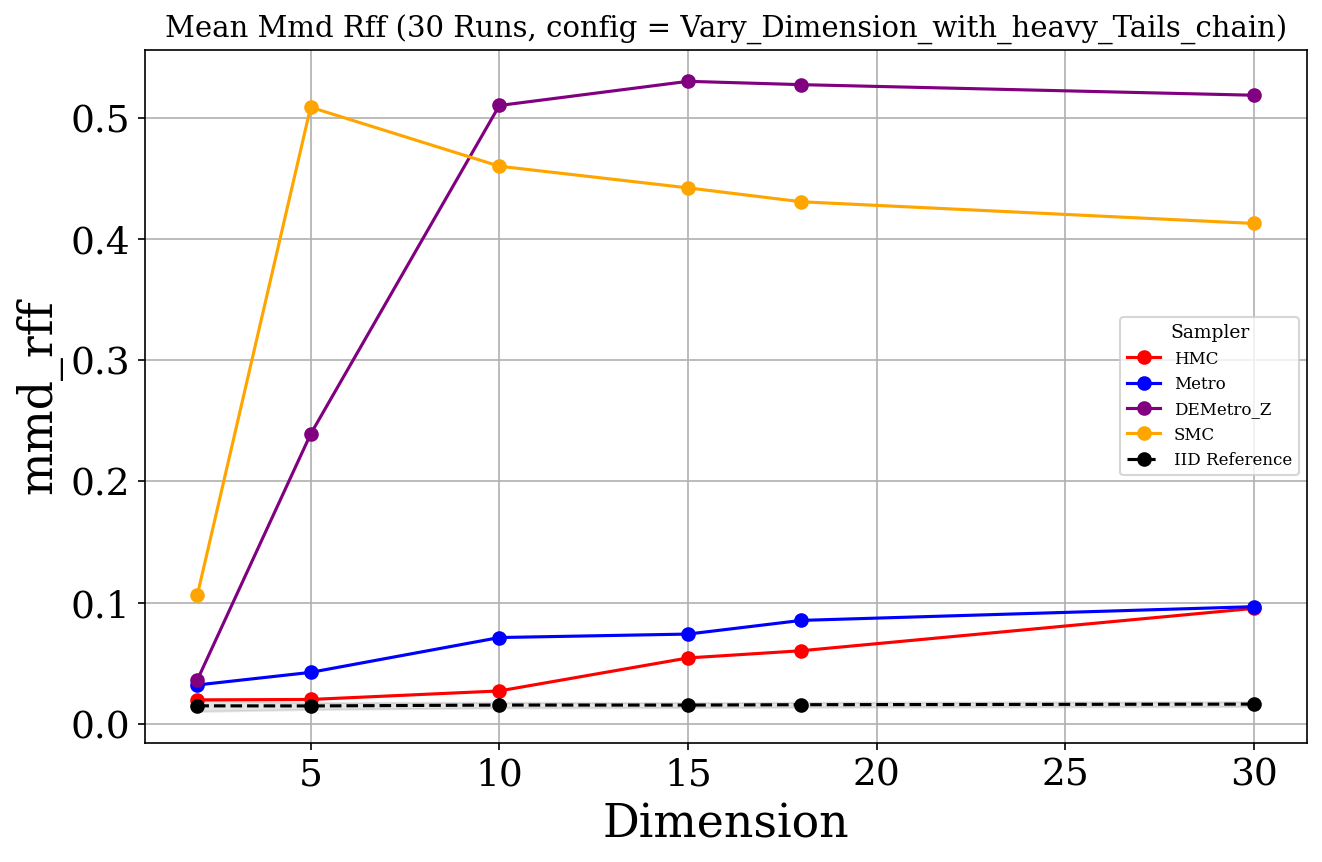 Mean Mmd Rff (30 Runs, config = Vary_Dimension_with_heavy_Tails_chain)
mmd_rff
0.5
0.4
0.3
0.2
0.1
0.0
Sampler
HMC
Metro
DEMetro_Z
SMC
IID Reference
5 10 15 20 25 30
Dimension